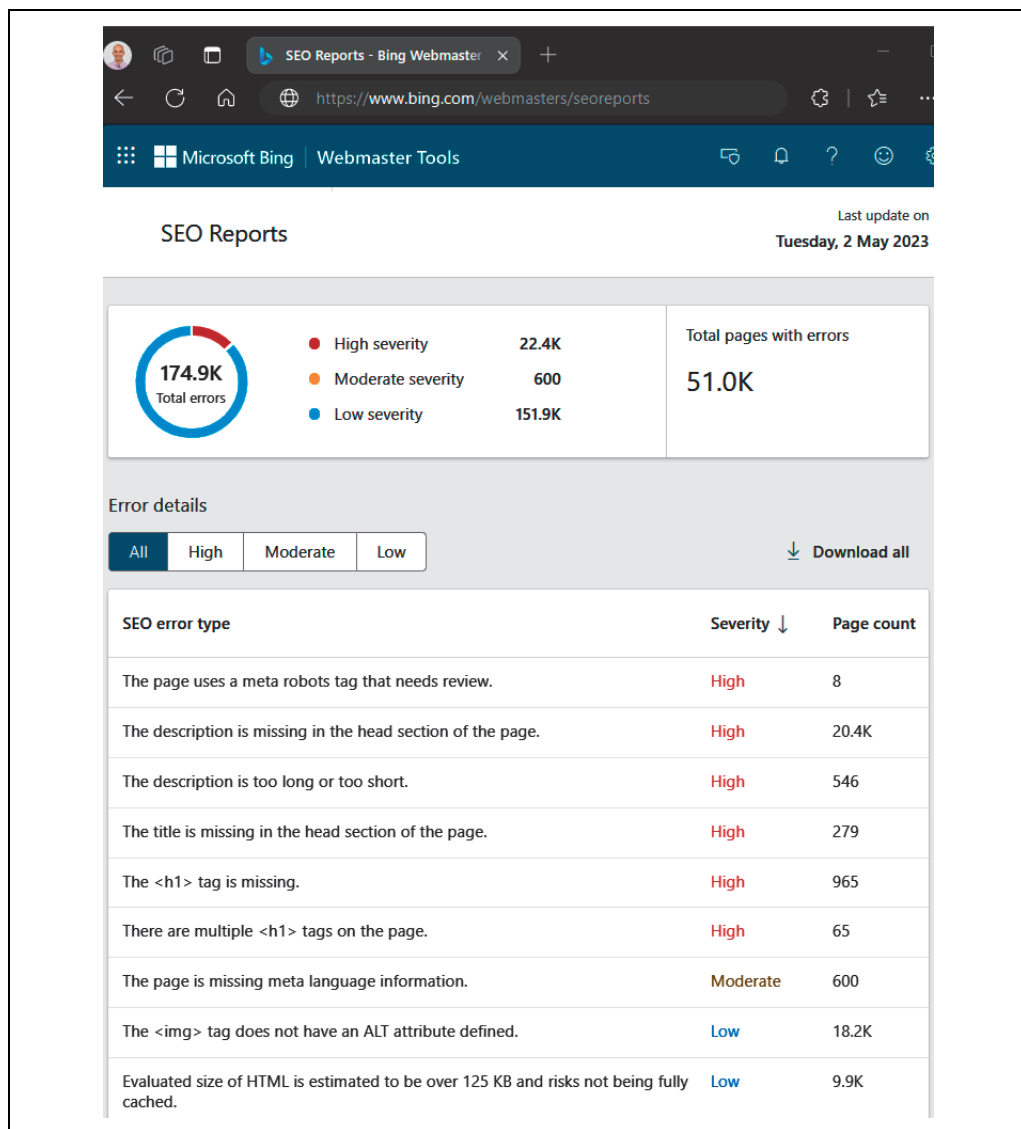 SEO Reports - Bing Webmaster
https://www.bing.com/webmasters/seoreports
Microsoft Bing Webmaster Tools
SEO Reports
Last update on
Tuesday, 2 May 2023
174.9K
Total errors
High severity 22.4K
Moderate severity 600
Low severity 151.9K
Total pages with errors
51.0K
Error details
All High Moderate Low
Download all
SEO error type Severity ↓ Page count
The page uses a meta robots tag that needs review. High 8
The description is missing in the head section of the page. High 20.4K
The description is too long or too short. High 546
The title is missing in the head section of the page. High 279
The <h1> tag is missing. High 965
There are multiple <h1> tags on the page. High 65
The page is missing meta language information. Moderate 600
The <img> tag does not have an ALT attribute defined. Low 18.2K
Evaluated size of HTML is estimated to be over 125 KB and risks not being fully Low 9.9K
cached.